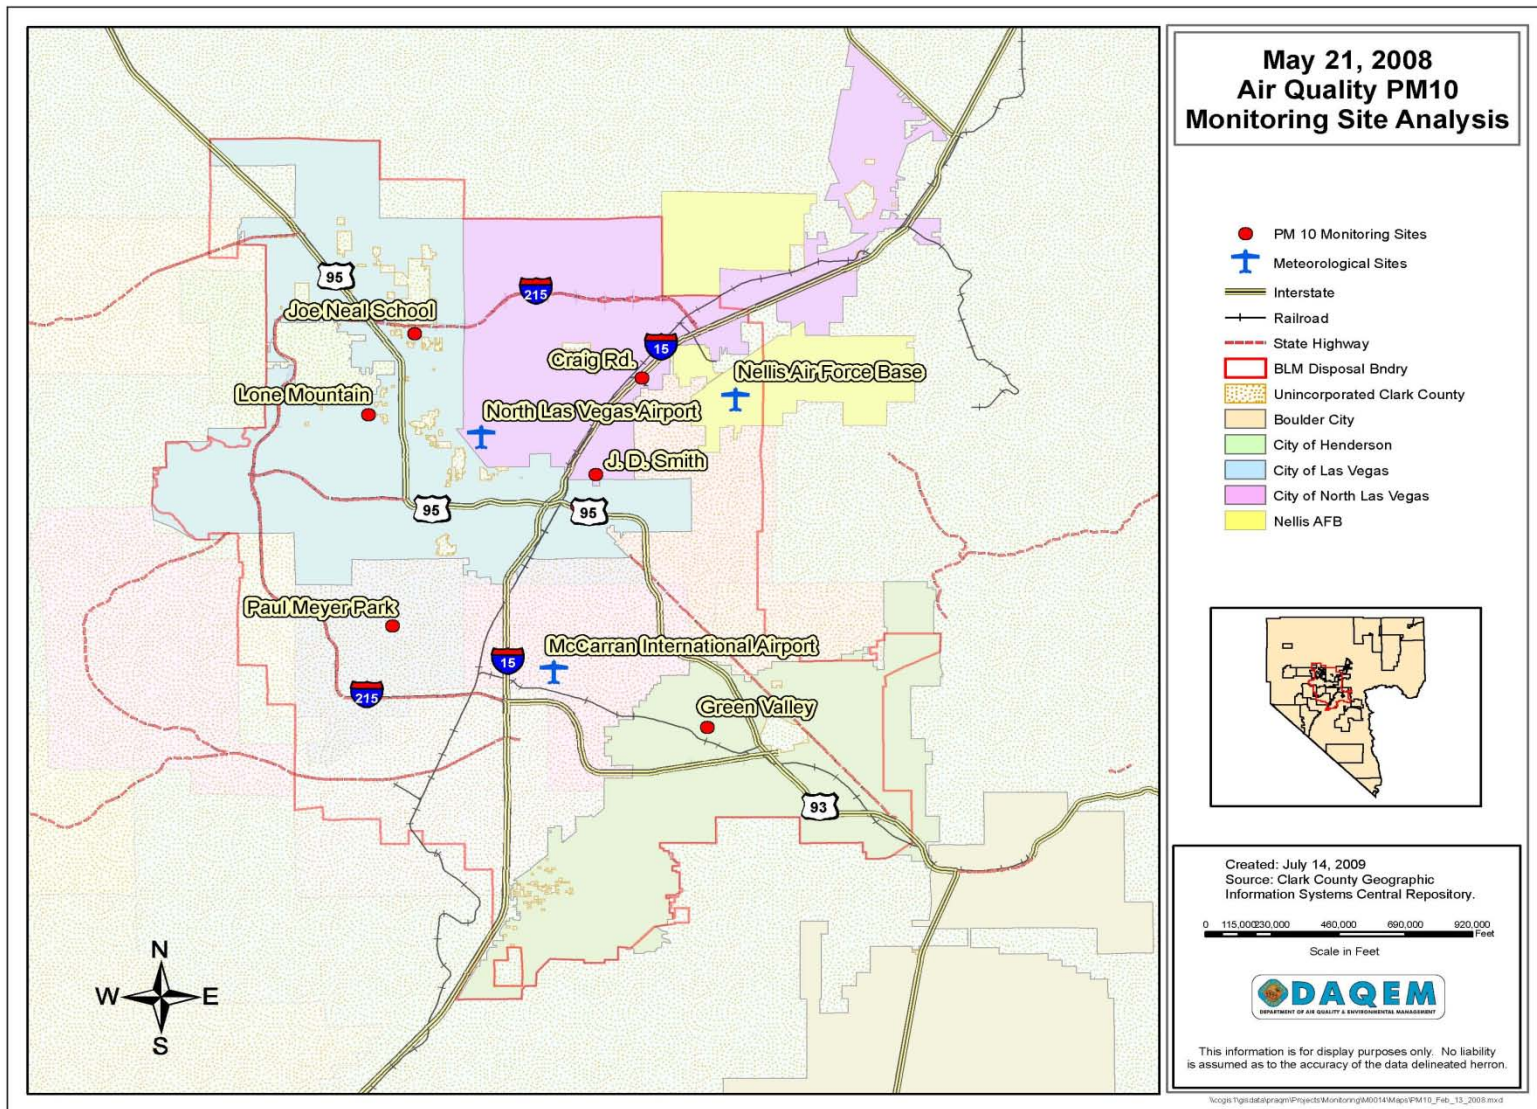 May 21, 2008
Air Quality PM10
Monitoring Site Analysis
PM 10 Monitoring Sites
Meteorological Sites
Interstate
Railroad
State Highway
BLM Disposal Bndry
Unincorporated Clark County
Boulder City
City of Henderson
City of Las Vegas
City of North Las Vegas
Nellis AFB
95
215
Joe Neal School
15
Craig Rd.
Nellis Air Force Base
Lone Mountain
North Las Vegas Airport
J. D. Smith
95
95
Paul Meyer Park
McCarran International Airport
15
215
Green Valley
93
N
W E
S
Created: July 14, 2009
Source: Clark County Geographic
Information Systems Central Repository.
0 115,000230,000 460,000 690,000 920,000
Feet
Scale in Feet
DAQEM
DEPARTMENT OF AIR QUALITY & ENVIRONMENTAL MANAGEMENT
This information is for display purposes only. No liability
is assumed as to the accuracy of the data delineated herron.